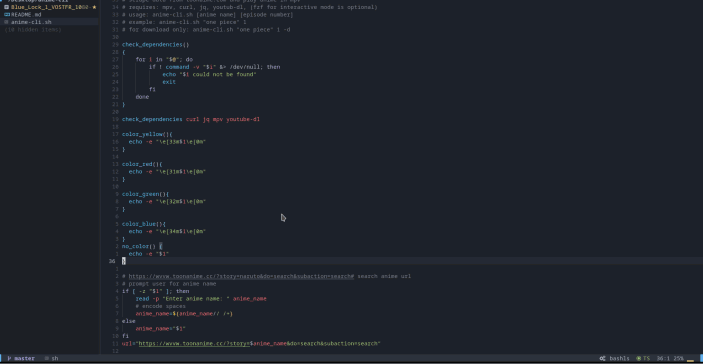 Blue_Lock_1_VOSTFR_1080
README.md
anime-cli.sh
(10 hidden items)
# requires: mpv, curl, jq, youtub-dl, (fzf for interactive mode is optional)
# usage: anime-cli.sh [anime name] [episode number]
# example: anime-cli.sh "one piece" 1
# for download only: anime-cli.sh "one piece" 1 -d
check_dependencies()
{
for i in "$@"; do
if ! command -v "$i" &> /dev/null; then
echo "$i could not be found"
exit
fi
done
}
check_dependencies curl jq mpv youtube-dl
color_yellow(){
echo -e "\e[33m$1\e[0m"
}
color_red(){
echo -e "\e[31m$1\e[0m"
}
color_green(){
echo -e "\e[32m$1\e[0m"
}
color_blue(){
echo -e "\e[34m$1\e[0m"
}
no_color() {
echo -e "$1"
36 }
# https://wvvw.toonanime.cc/?story=naruto&do=search&subaction=search# search anime url
# prompt user for anime name
if [ -z "$1" ]; then
read -p "Enter anime name: " anime_name
# encode spaces
anime_name=${anime_name// /+}
else
anime_name="$1"
fi
url="https://wvvw.toonanime.cc/?story=$anime_name&do=search&subaction=search"
master
sh
bashls
TS
36:1 25%